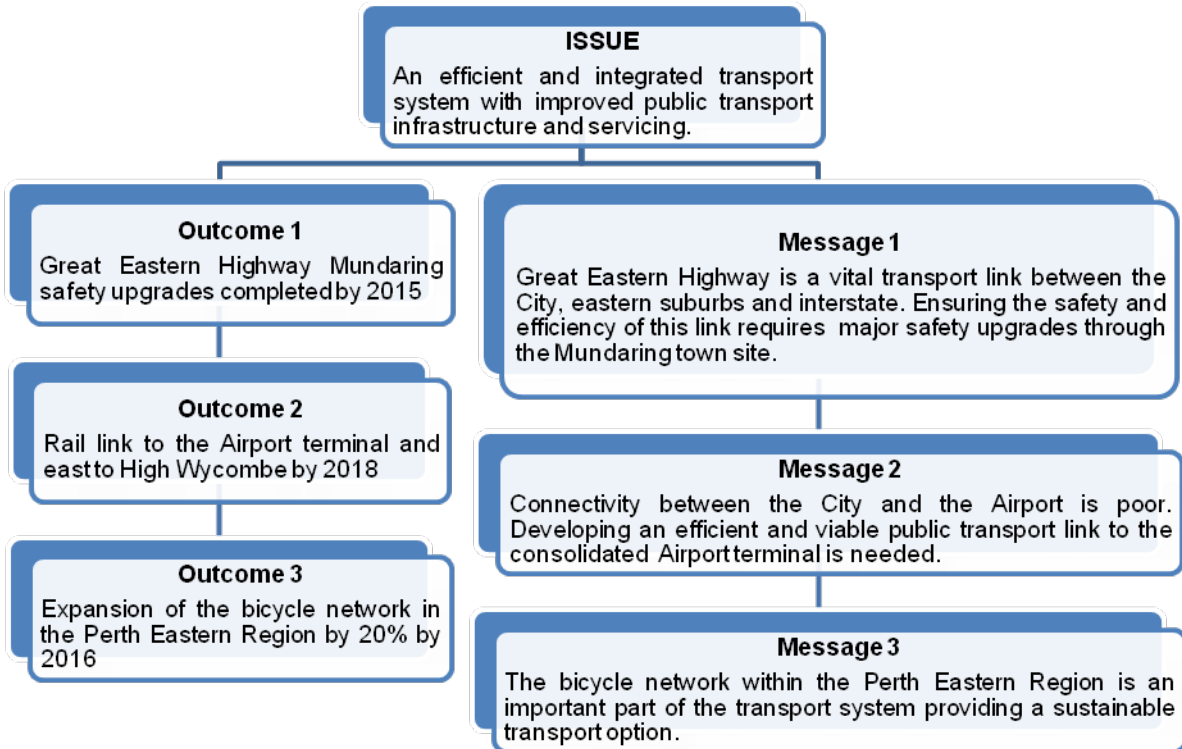 ISSUE
An efficient and integrated transport
system with improved public transport
infrastructure and servicing.
Outcome 1
Great Eastern Highway Mundaring
safety upgrades completed by 2015
Outcome 2
Rail link to the Airport terminal and
east to High Wycombe by 2018
Outcome 3
Expansion of the bicycle network in
the Perth Eastern Region by 20% by
2016
Message 1
Great Eastern Highway is a vital transport link between the
City, eastern suburbs and interstate. Ensuring the safety and
efficiency of this link requires major safety upgrades through
the Mundaring town site.
Message 2
Connectivity between the City and the Airport is poor.
Developing an efficient and viable public transport link to the
consolidated Airport terminal is needed.
Message 3
The bicycle network within the Perth Eastern Region is an
important part of the transport system providing a sustainable
transport option.